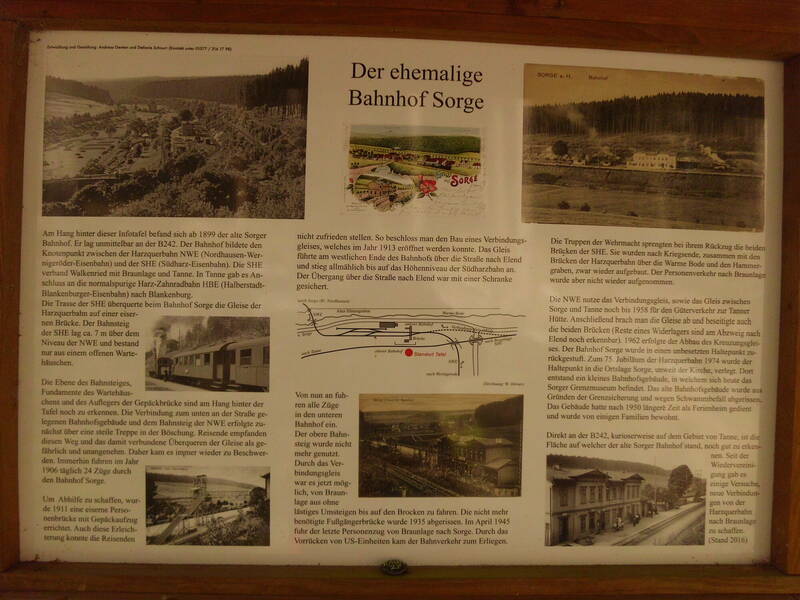 Entwicklung und Gestaltung: Andreas Denten und Stefanie Schnurr (Kontakt unter 01577 / 314 17 98)
Der ehemalige
Bahnhof Sorge
SORGE a. H. Bahnhof
SORGE
Am Hang hinter dieser Infotafel befand sich ab 1899 der alte Sorger
Bahnhof. Er lag unmittelbar an der B242. Der Bahnhof bildete den
Knotenpunkt zwischen der Harzquerbahn NWE (Nordhausen-Wer-
nigeröder-Eisenbahn) und der SHE (Südharz-Eisenbahn). Die SHE
verband Walkenried mit Braunlage und Tanne. In Tanne gab es An-
schluss an die normalspurige Harz-Zahnradbahn HBE (Halberstadt-
Blankenburger-Eisenbahn) nach Blankenburg.
Die Trasse der SHE überquerte beim Bahnhof Sorge die Gleise der
Harzquerbahn auf einer eiser-
nen Brücke. Der Bahnsteig
der SHE lag ca. 7 m über dem
Niveau der NWE und bestand
nur aus einem offenen Warte-
häuschen.
Die Ebene des Bahnsteiges,
Fundamente des Wartehäus-
chens und des Auflegers der Gepäckbrücke sind am Hang hinter der
Tafel noch zu erkennen. Die Verbindung zum unten an der Straße ge-
legenen Bahnhofsgebäude und dem Bahnsteig der NWE erfolgte zu-
nächst über eine steile Treppe in der Böschung. Reisende empfanden
diesen Weg und das damit verbundene Überqueren der Gleise als ge-
fährlich und unangenehm. Daher kam es immer wieder zu Beschwer-
den. Immerhin fuhren im Jahr
1906 täglich 24 Züge durch
den Bahnhof Sorge.
Um Abhilfe zu schaffen, wur-
de 1911 eine eiserne Perso-
nenbrücke mit Gepäckaufzug
errichtet. Auch diese Erleich-
terung konnte die Reisenden
nicht zufrieden stellen. So beschloss man den Bau eines Verbindungs-
gleises, welches im Jahr 1913 eröffnet werden konnte. Das Gleis
führte am westlichen Ende des Bahnhofs über die Straße nach Elend
und stieg allmählich bis auf das Höhenniveau der Südharzbahn an.
Der Übergang über die Straße nach Elend war mit einer Schranke
gesichert.
Warme Bode
Brücke
Standort Tafel
NWE
nach Wernigerode
Von nun an fuh-
ren alle Züge
in den unteren
Bahnhof ein.
Der obere Bahn-
steig wurde nicht
mehr genutzt.
Durch das Ver-
bindungsgleis
war es jetzt mög-
lich, von Braun-
lage aus ohne
lästiges Umsteigen bis auf den Brocken zu fahren. Die nicht mehr
benötigte Fußgängerbrücke wurde 1935 abgerissen. Im April 1945
fuhr der letzte Personenzug von Braunlage nach Sorge. Durch das
Vorrücken von US-Einheiten kam der Bahnverkehr zum Erliegen.
Die Truppen der Wehrmacht sprengten bei ihrem Rückzug die beiden
Brücken der SHE. Sie wurden nach Kriegsende, zusammen mit den
Brücken der Harzquerbahn über die Warme Bode und den Hammer-
graben, zwar wieder aufgebaut. Der Personenverkehr nach Braunlage
wurde aber nicht wieder aufgenommen.
Die NWE nutze das Verbindungsgleis, sowie das Gleis zwischen
Sorge und Tanne noch bis 1958 für den Güterverkehr zur Tanner
Hütte. Anschließend brach man die Gleise ab und beseitigte auch
die beiden Brücken (Reste eines Widerlagers sind am Abzweig nach
Elend noch erkennbar). 1962 erfolgte der Abbau des Kreuzungsglei-
ses. Der Bahnhof Sorge wurde in einen unbesetzten Haltepunkt zu-
rückgestuft. Zum 75. Jubiläum der Harzquerbahn 1974 wurde der
Haltepunkt in die Ortslage Sorge, unweit der Kirche, verlegt. Dort
entstand ein kleines Bahnhofsgebäude, in welchem sich heute das
Sorger Grenzmuseum befindet. Das alte Bahnhofsgebäude wurde aus
Gründen der Grenzsicherung und wegen Schwammbefall abgerissen.
Das Gebäude hatte nach 1950 längere Zeit als Ferienheim gedient
und wurde von einigen Familien bewohnt.
Direkt an der B242, kurioserweise auf dem Gebiet von Tanne, ist die
Fläche auf welcher der alte Sorger Bahnhof stand, noch gut zu erken-
nen. Seit der
Wiederverei-
nigung gab es
einige Versuche,
neue Verbindun-
gen von der
Harzquerbahn
nach Braunlage
zu schaffen.
(Stand 2016)